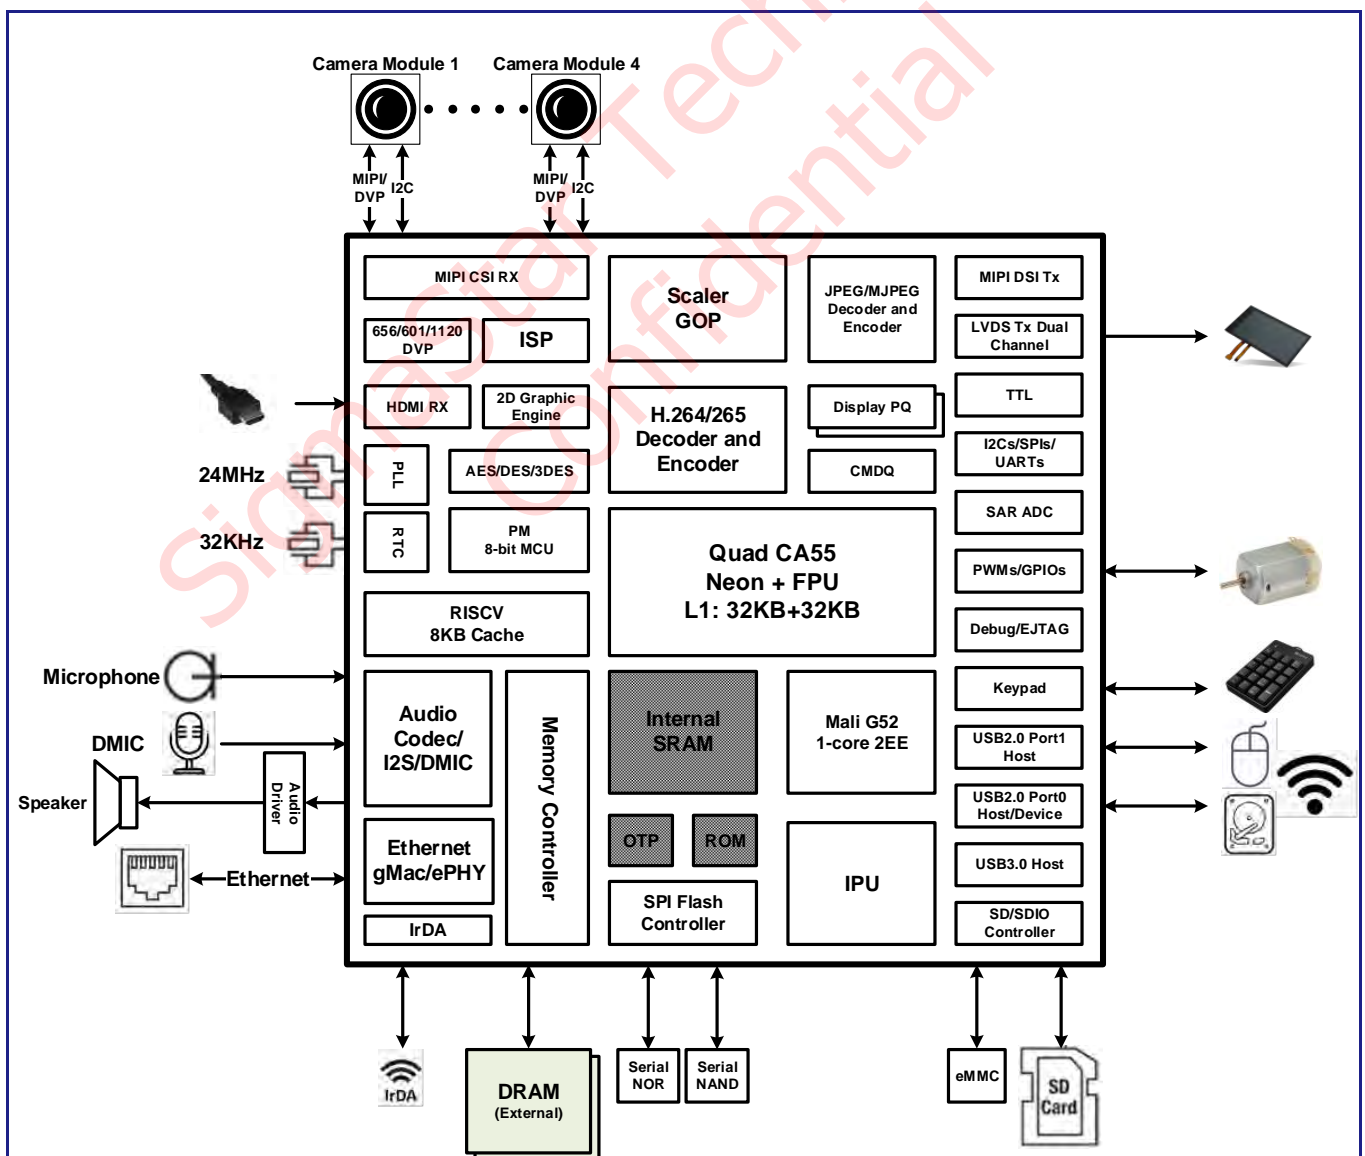 Camera Module 1
Camera Module 4
MIPI/
DVP
I2C
MIPI/
DVP
I2C
MIPI CSI RX
Scaler
GOP
JPEG/MJPEG
Decoder and
Encoder
MIPI DSI Tx
656/601/1120
DVP
ISP
LVDS Tx Dual
Channel
HDMI RX
2D Graphic
Engine
H.264/265
Decoder and
Encoder
Display PQ
TTL
24MHz
PLL
AES/DES/3DES
CMDQ
I2Cs/SPIs/
UARTs
32KHz
RTC
PM
8-bit MCU
Quad CA55
Neon + FPU
L1: 32KB+32KB
SAR ADC
PWMs/GPIOs
RISCV
8KB Cache
Debug/EJTAG
Microphone
DMIC
Speaker
Audio
Driver
Audio
Codec/
I2S/DMIC
Memory Controller
Internal
SRAM
Mali G52
1-core 2EE
Keypad
USB2.0 Port1
Host
USB2.0 Port0
Host/Device
Ethernet
Ethernet
gMac/ePHY
OTP
ROM
IPU
USB3.0 Host
IrDA
SPI Flash
Controller
SD/SDIO
Controller
IrDA
DRAM
(External)
Serial
NOR
Serial
NAND
eMMC
SD
Card
SigmaStar Tech
Confidential